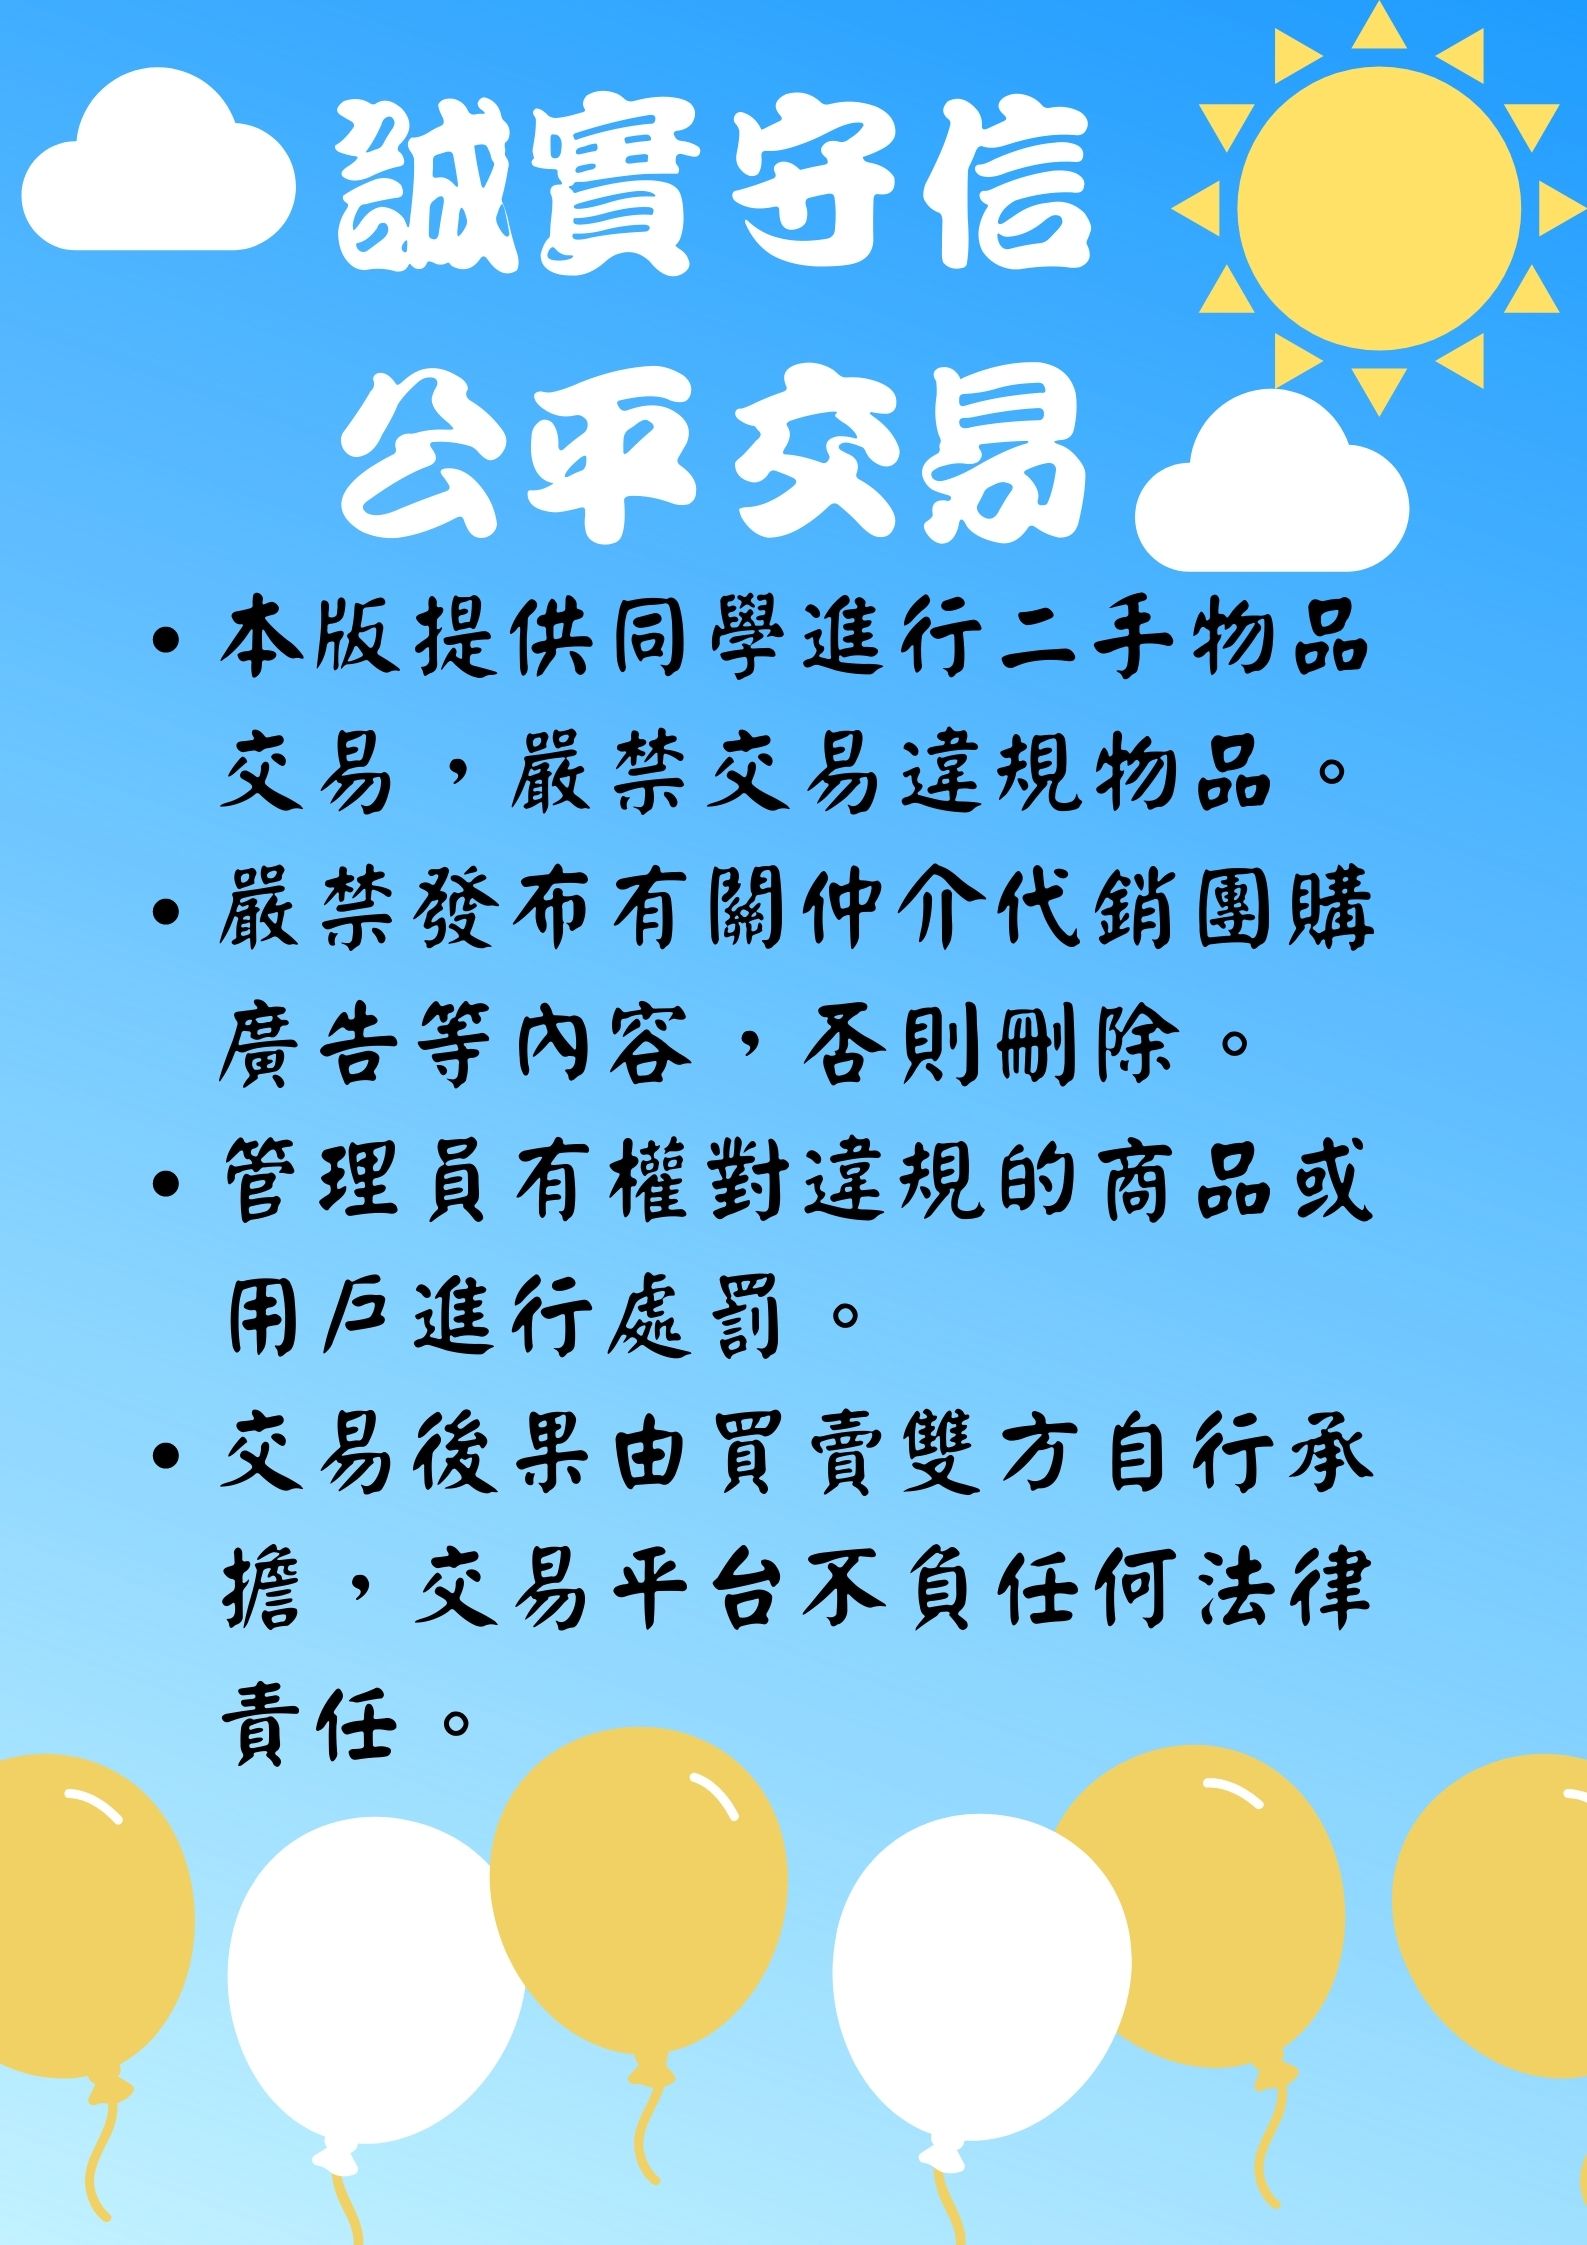 誠實守信
公平交易
• 本版提供同學進行二手物品
交易，嚴禁交易違規物品。
• 嚴禁發布有關仲介代銷團購
廣告等內容，否則刪除。
• 管理員有權對違規的商品或
用戶進行處罰。
• 交易後果由買賣雙方自行承
擔，交易平台不負任何法律
責任。